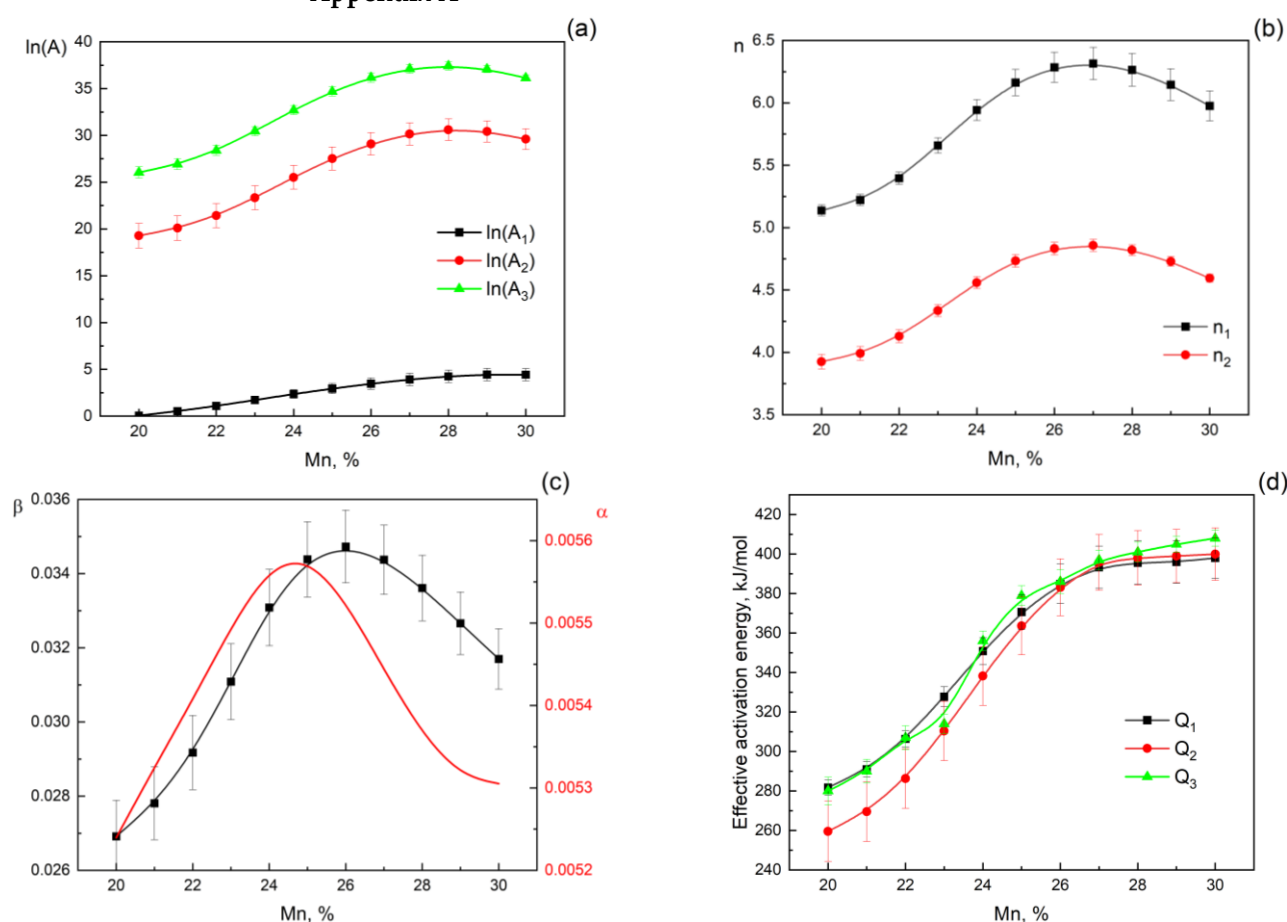 Appendix A
(a)
ln(A)
40
35
30
25
20
15
10
5
0
ln(A1)
ln(A2)
ln(A3)
20 22 24 26 28 30
Mn, %
(b)
n
6.5
6.0
5.5
5.0
4.5
4.0
3.5
n1
n2
20 22 24 26 28 30
Mn, %
(c)
β
0.036
0.034
0.032
0.030
0.028
0.026
α
0.0056
0.0055
0.0054
0.0053
0.0052
20 22 24 26 28 30
Mn, %
(d)
Effective activation energy, kJ/mol
420
400
380
360
340
320
300
280
260
240
Q1
Q2
Q3
20 22 24 26 28 30
Mn, %